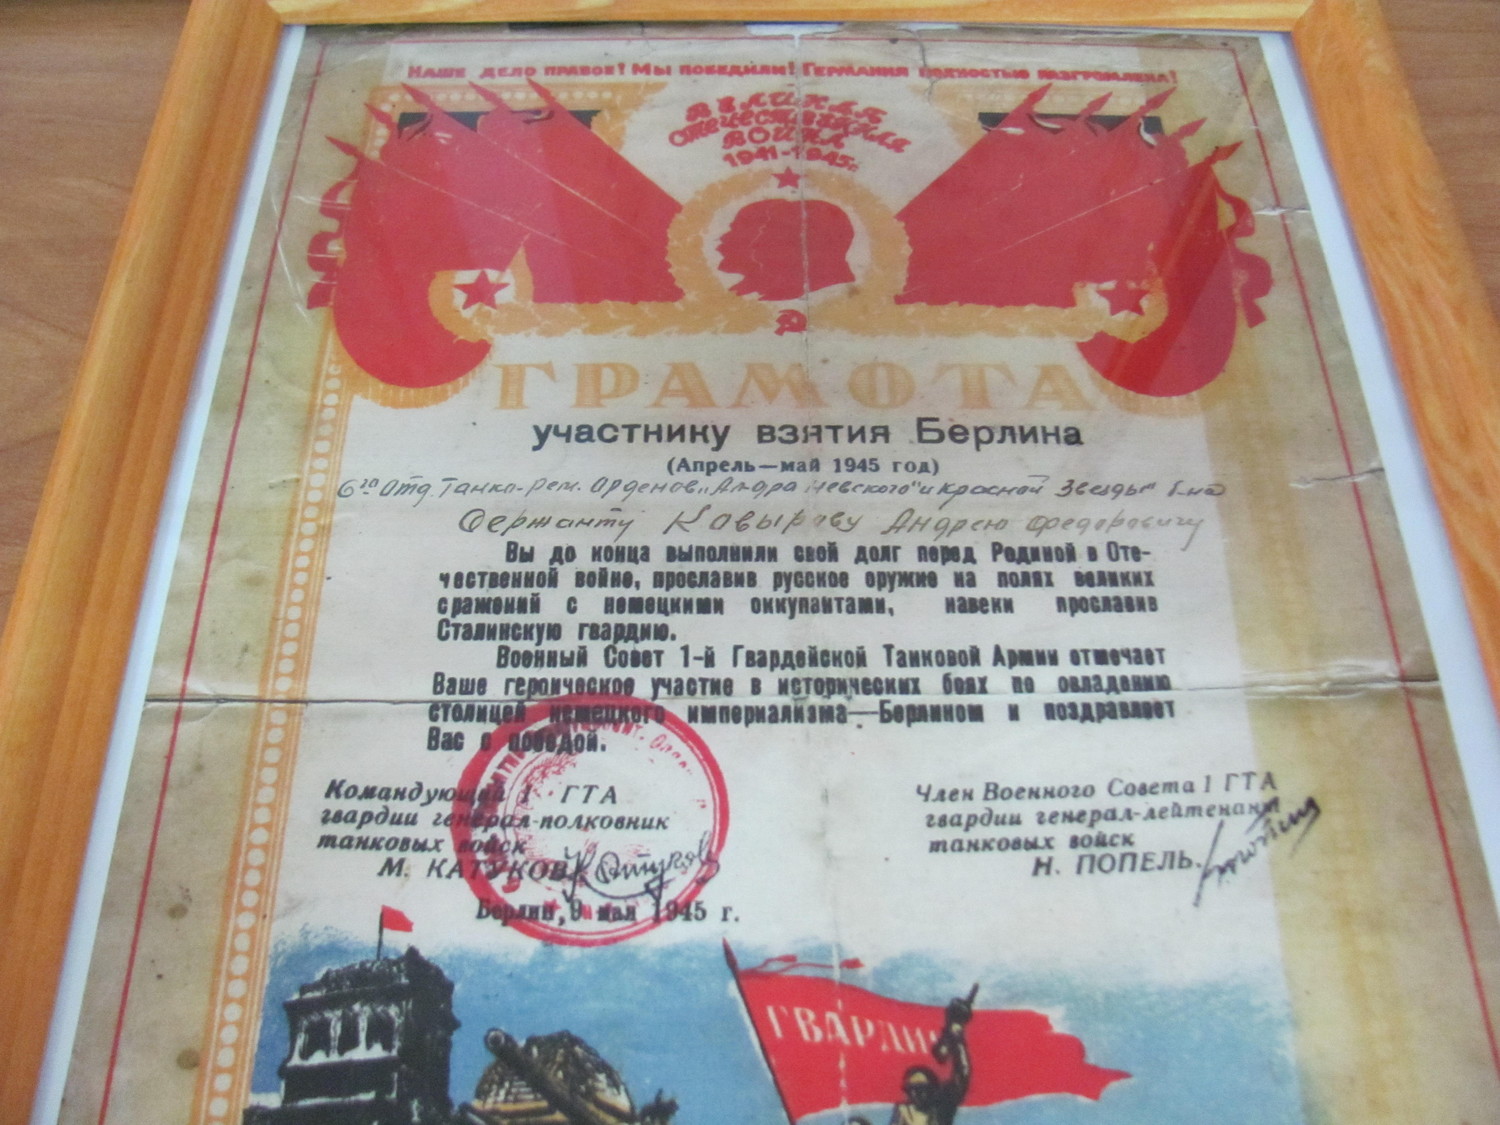 НАШЕ ДЕЛО ПРАВОЕ! МЫ ПОБЕДИЛИ! ГЕРМАНИЯ ПОЛНОСТЬЮ РАЗГРОМЛЕНА!
ВЕЛИКАЯ
ОТЕЧЕСТВЕННАЯ
ВОЙНА
1941-1945г.
ГРАМОТА
участнику взятия Берлина
(Апрель—май 1945 год)
6го Отд. Танко-рем. Орденов „Алекра Невского" и Красной Звезды" б-на
Сержанту Кавырову Андрею Федоровичу
Вы до конца выполнили свой долг перед Родиной в Оте-
чественной войне, прославив русское оружие на полях великих
сражений с немецкими оккупантами, навеки прославив
Сталинскую гвардию.
Военный Совет 1-й Гвардейской Танковой Армии отмечает
Ваше героическое участие в исторических боях по овладению
столицей немецкого империализма—Берлином и поздравляет
Вас с победой.
Командующий 1 ГТА
гвардии генерал-полковник
танковых войск
М. КАТУКОВ Катуков
Берлин, 9 мая 1945 г.
Член Военного Совета 1 ГТА
гвардии генерал-лейтенант
танковых войск
Н. ПОПЕЛЬ.
ГВАРДИЯ